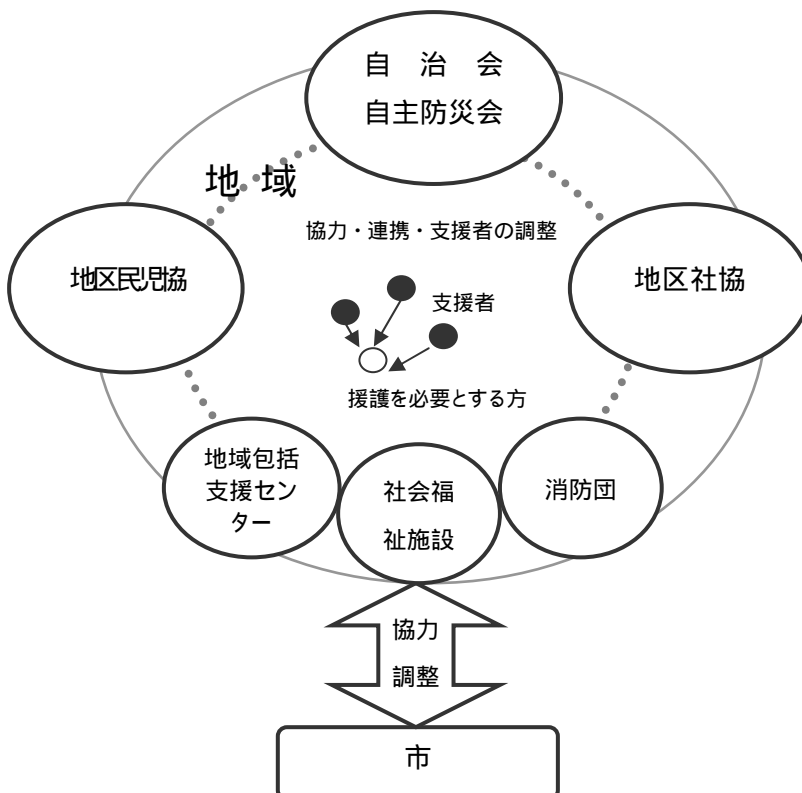 自 治 会
自主防災会
地 域
協力・連携・支援者の調整
地区民児協
地区社協
支援者
援護を必要とする方
地域包括
支援セン
ター
社会福
祉施設
消防団
協力
調整
市